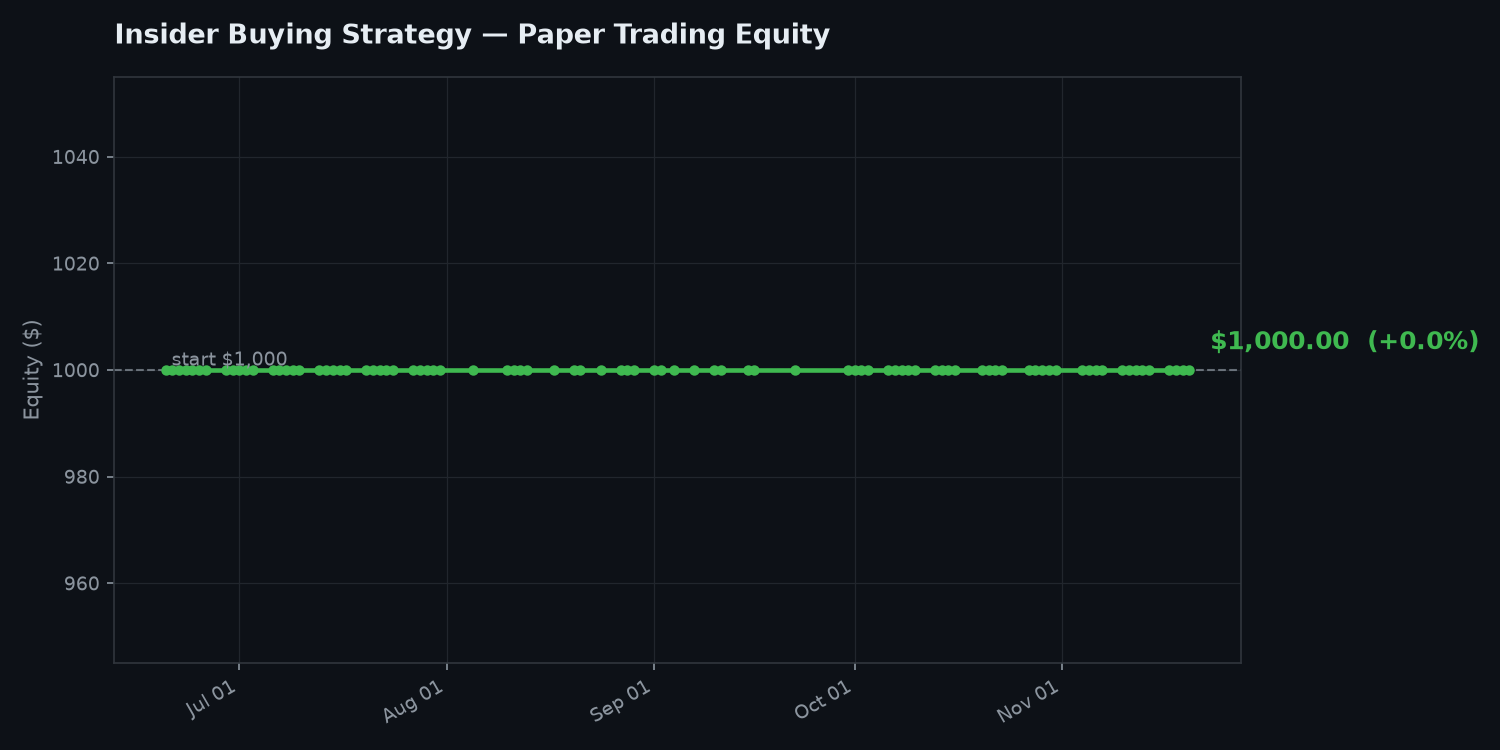 Insider Buying Strategy — Paper Trading Equity
1040
1020
$1,000.00 (+0.0%)
start $1,000
1000
Equity ($)
980
960
Jul 01
Aug 01
Sep 01
Oct 01
Nov 01